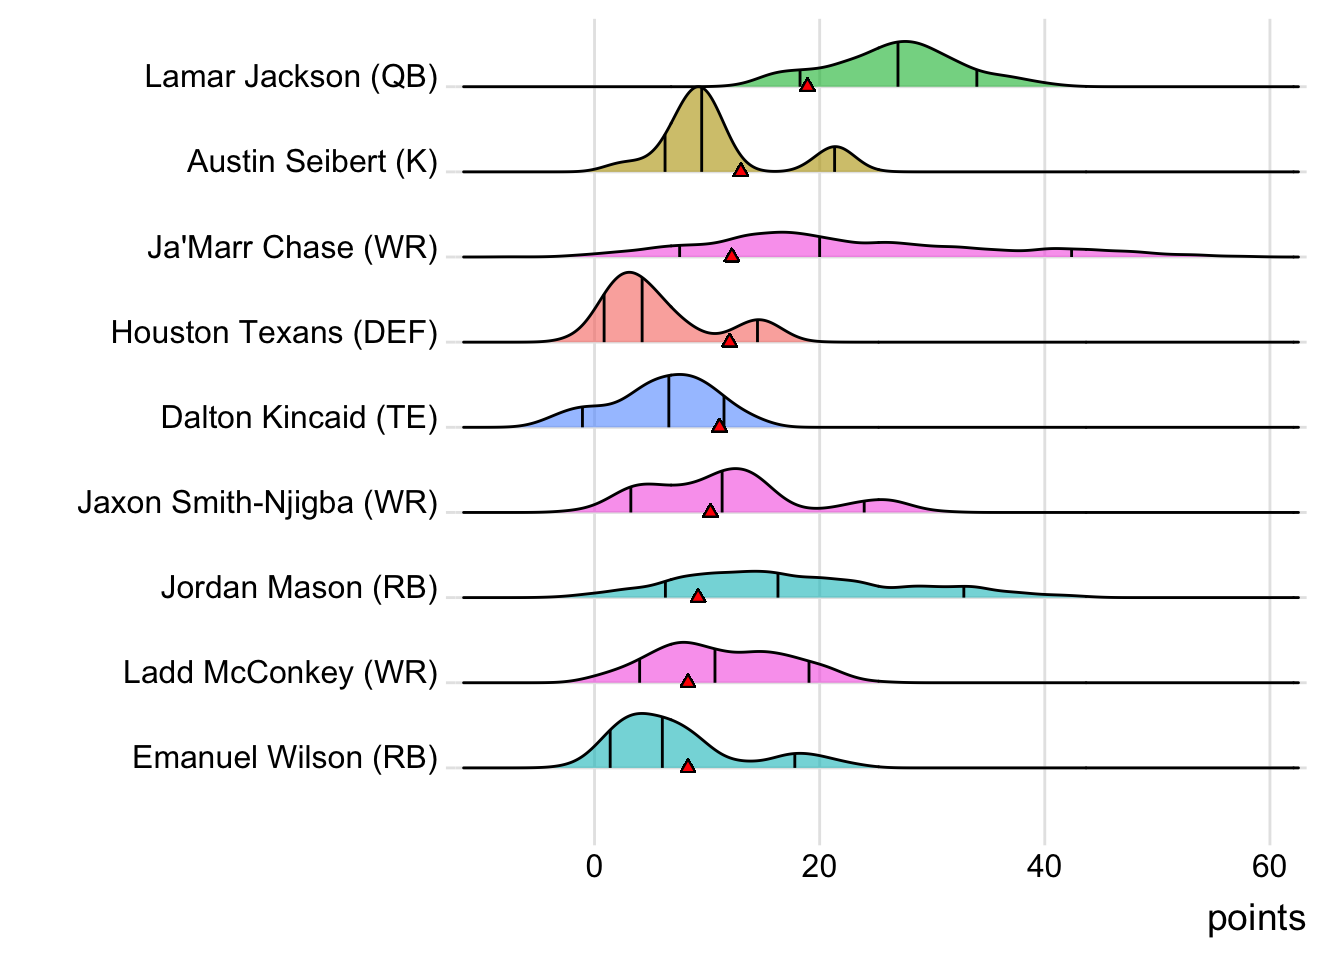 Lamar Jackson (QB)
Austin Seibert (K)
Ja'Marr Chase (WR)
Houston Texans (DEF)
Dalton Kincaid (TE)
Jaxon Smith-Njigba (WR)
Jordan Mason (RB)
Ladd McConkey (WR)
Emanuel Wilson (RB)
0 20 40 60
points